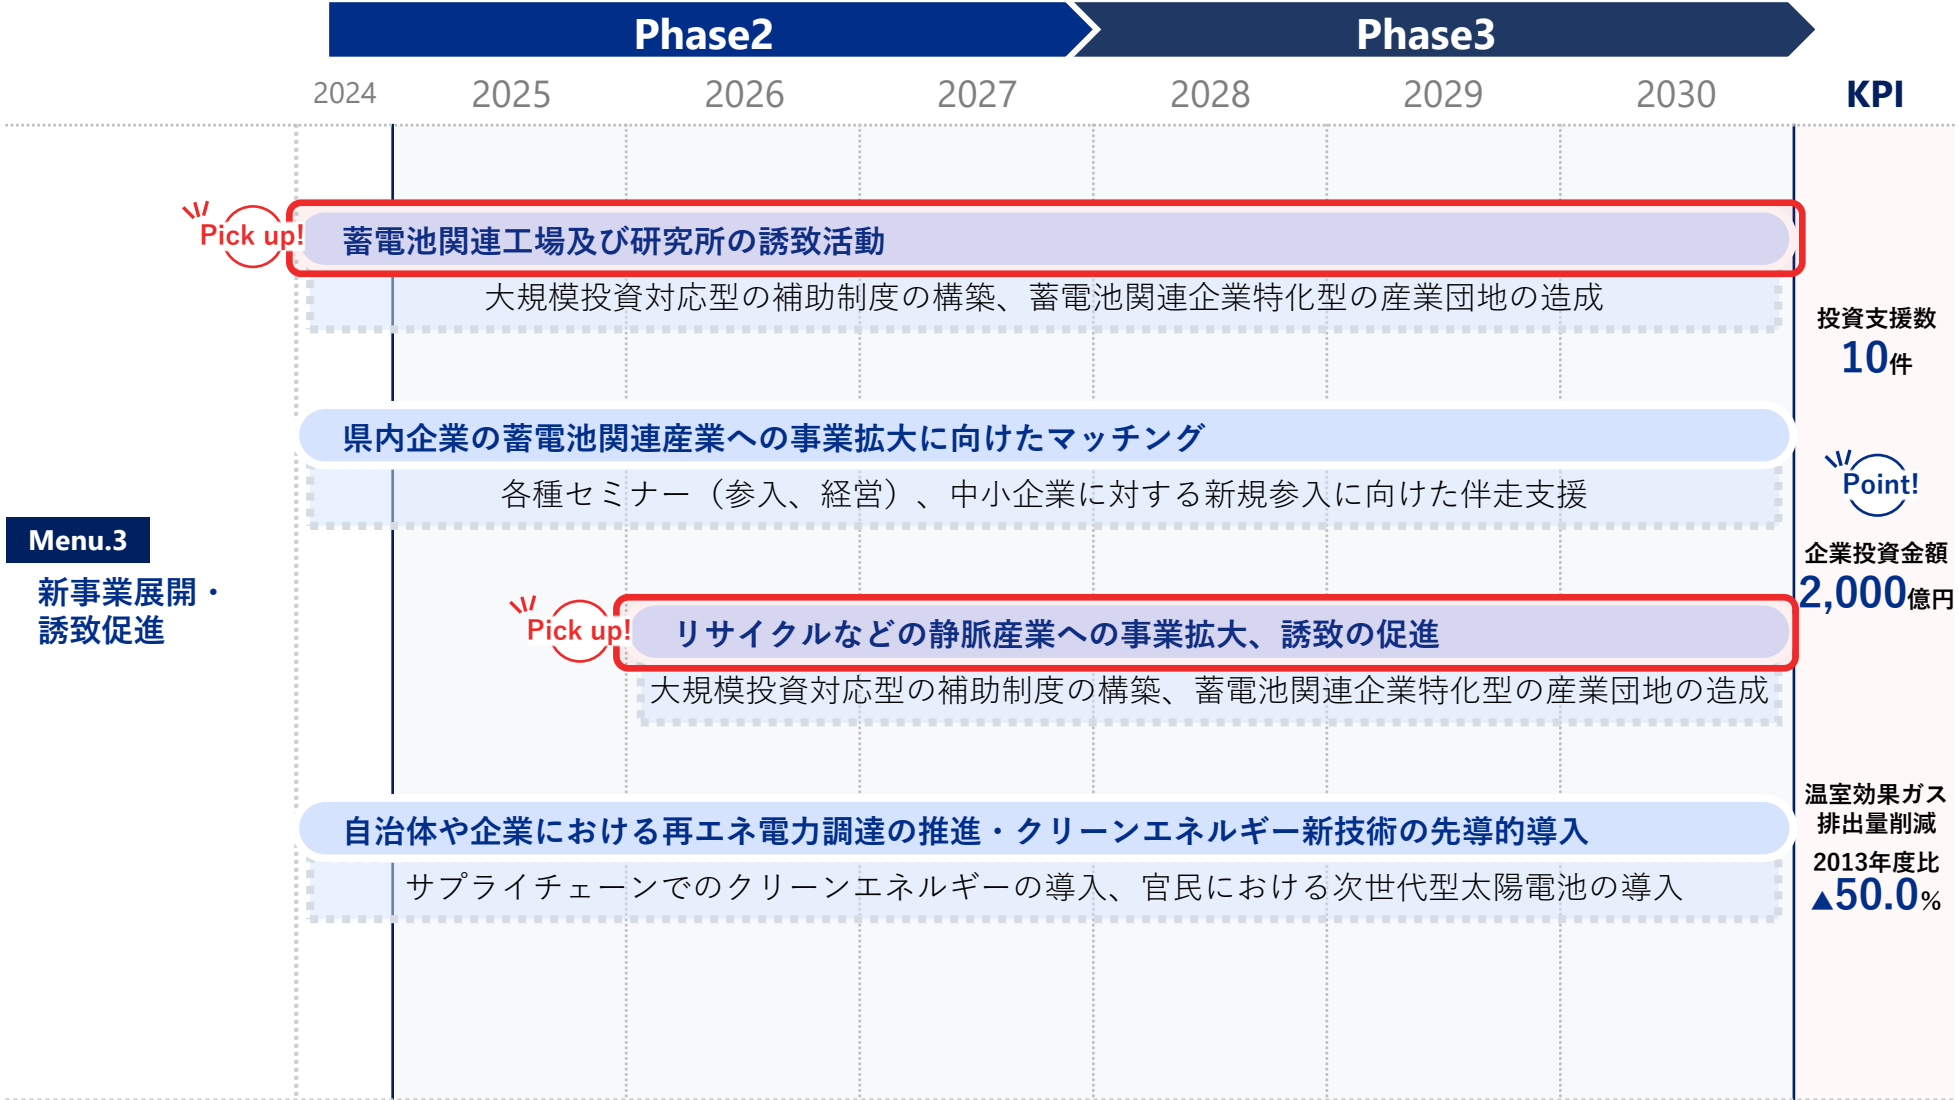 Phase2
Phase3
2024
2025
2026
2027
2028
2029
2030
KPI
Pick up!
蓄電池関連工場及び研究所の誘致活動
大規模投資対応型の補助制度の構築、蓄電池関連企業特化型の産業団地の造成
投資支援数
10件
県内企業の蓄電池関連産業への事業拡大に向けたマッチング
各種セミナー（参入、経営）、中小企業に対する新規参入に向けた伴走支援
Point!
Menu.3
新事業展開・
誘致促進
企業投資金額
2,000億円
Pick up!
リサイクルなどの静脈産業への事業拡大、誘致の促進
大規模投資対応型の補助制度の構築、蓄電池関連企業特化型の産業団地の造成
自治体や企業における再エネ電力調達の推進・クリーンエネルギー新技術の先導的導入
サプライチェーンでのクリーンエネルギーの導入、官民における次世代型太陽電池の導入
温室効果ガス
排出量削減
2013年度比
▲50.0%